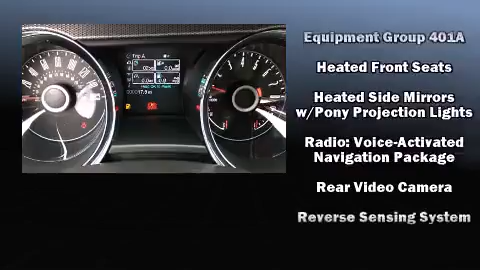 Equipment Group 401A
Heated Front Seats
Heated Side Mirrors
w/Pony Projection Lights
Radio: Voice-Activated
Navigation Package
Rear Video Camera
Reverse Sensing System
Trip A